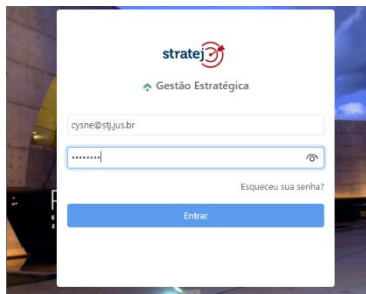 stratej
Gestão Estratégica
cysne@stj.jus.br
••••••••
Esqueceu sua senha?
Entrar